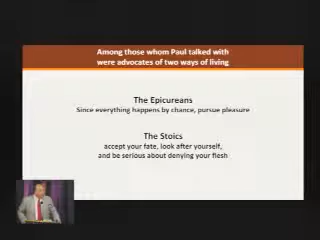 Among those whom Paul talked with
were advocates of two ways of living
The Epicureans
Since everything happens by chance, pursue pleasure
The Stoics
accept your fate, look after yourself,
and be serious about denying your flesh